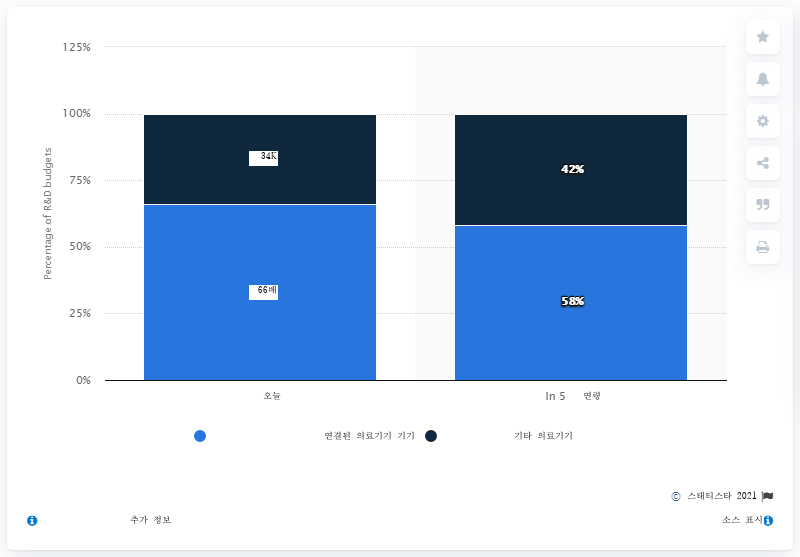 125%
100%
75%
50%
25%
0%
Percentage of R&D budgets
34K
66배
42%
58%
오늘
In 5 연령
연결된 의료기기 기기
기타 의료기기
© 스태티스타 2021
추가 정보
소스 표시